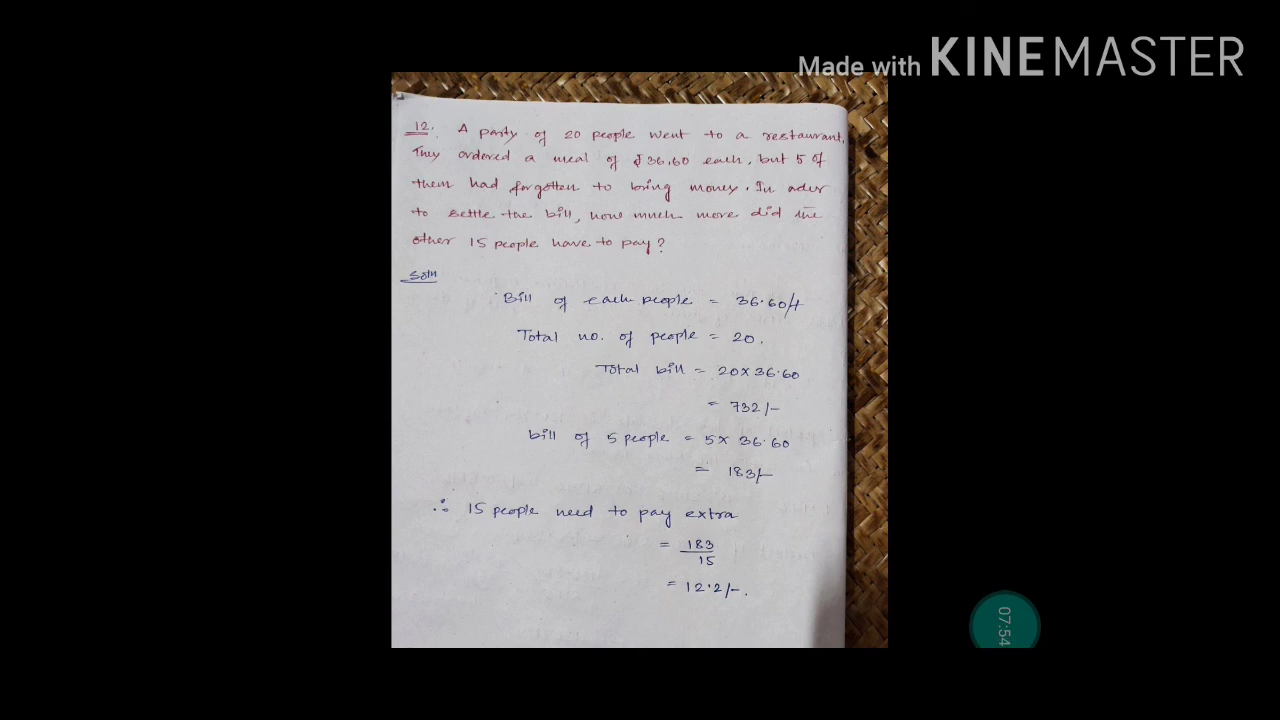 Made with KINEMASTER
12. A party of 20 people went to a restaurant.
They ordered a meal of ₹36.60 each, but 5 of
them had forgotten to bring money. In oder
to settle the bill, how much more did the
other 15 people have to pay?
Soln
Bill of each people = 36.60/-
Total no. of people = 20.
Total bill = 20 × 36.60
= 732/-
bill of 5 people = 5 × 36.60
= 183/-
∴ 15 people need to pay extra
= 183
15
= 12.2/-.
07:54